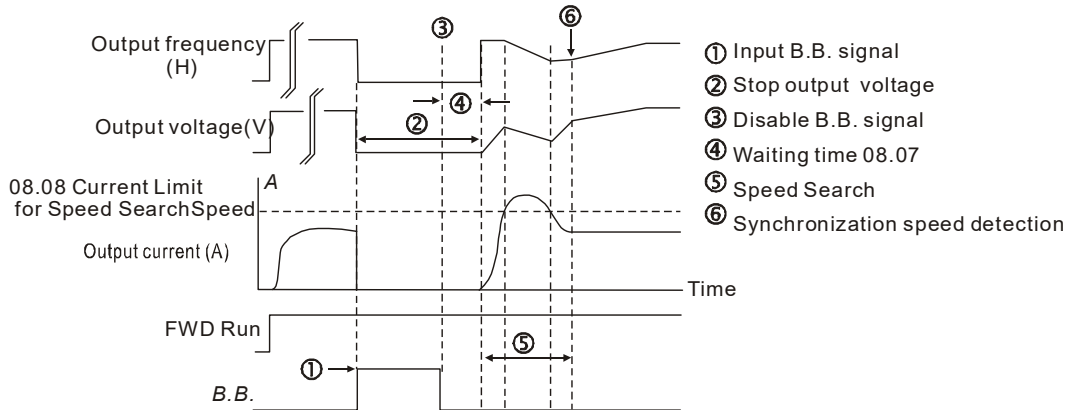 Output frequency
(H)
Output voltage(V)
08.08 Current Limit
for Speed SearchSpeed
A
Output current (A)
Time
FWD Run
B.B.
③
⑥
④
②
⑤
①
① Input B.B. signal
② Stop output voltage
③ Disable B.B. signal
④ Waiting time 08.07
⑤ Speed Search
⑥ Synchronization speed detection